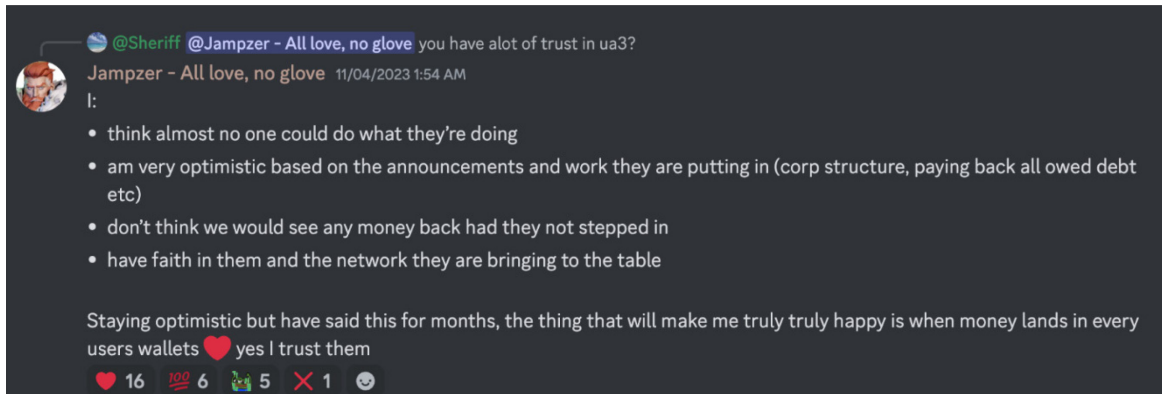 @Sheriff @Jampzer - All love, no glove you have alot of trust in ua3?
Jampzer - All love, no glove 11/04/2023 1:54 AM
I:
• think almost no one could do what they’re doing
• am very optimistic based on the announcements and work they are putting in (corp structure, paying back all owed debt
etc)
• don’t think we would see any money back had they not stepped in
• have faith in them and the network they are bringing to the table
Staying optimistic but have said this for months, the thing that will make me truly truly happy is when money lands in every
users wallets ❤️ yes I trust them
❤️ 16 💯 6 5 ❌ 1